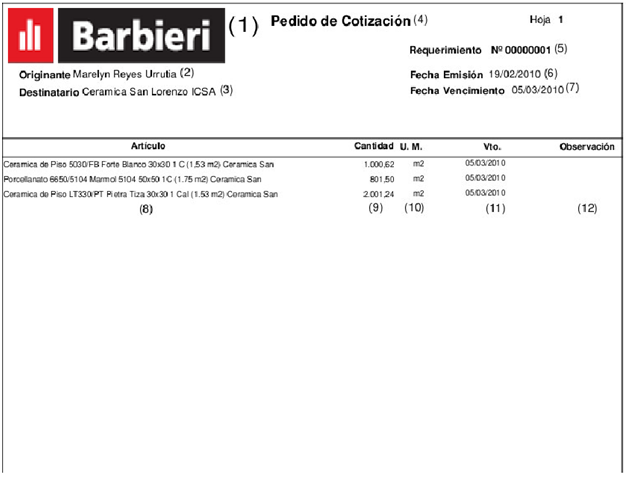 Barbieri (1) Pedido de Cotización (4) Hoja 1
Requerimiento Nº 00000001 (5)
Originante Marelyn Reyes Urrutia (2) Fecha Emisión 19/02/2010 (6)
Destinatario Ceramica San Lorenzo ICSA (3) Fecha Vencimiento 05/03/2010 (7)
Artículo Cantidad U. M. Vto. Observación
Ceramica de Piso 5030/FB Forte Blanco 30x30 1 C (1,53 m2) Ceramica San 1.000,62 m2 05/03/2010
Porcellanato 6650/5104 Marmol 5104 50x50 1C (1.75 m2) Ceramica San 801,50 m2 05/03/2010
Ceramica de Piso LT330/PT Pietra Tiza 30x30 1 Cal (1.53 m2) Ceramica San 2.001,24 m2 05/03/2010
(8) (9) (10) (11) (12)